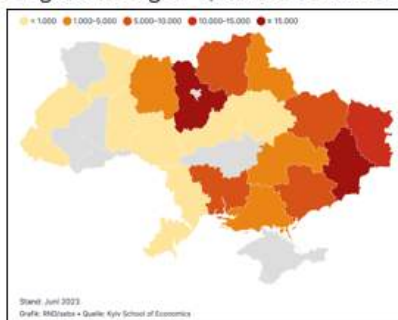 < 1.000 1.000–5.000 5.000–10.000 10.000–15.000 ≥ 15.000
Stand: Juni 2023
Grafik: RND/sebx • Quelle: Kyiv School of Economics